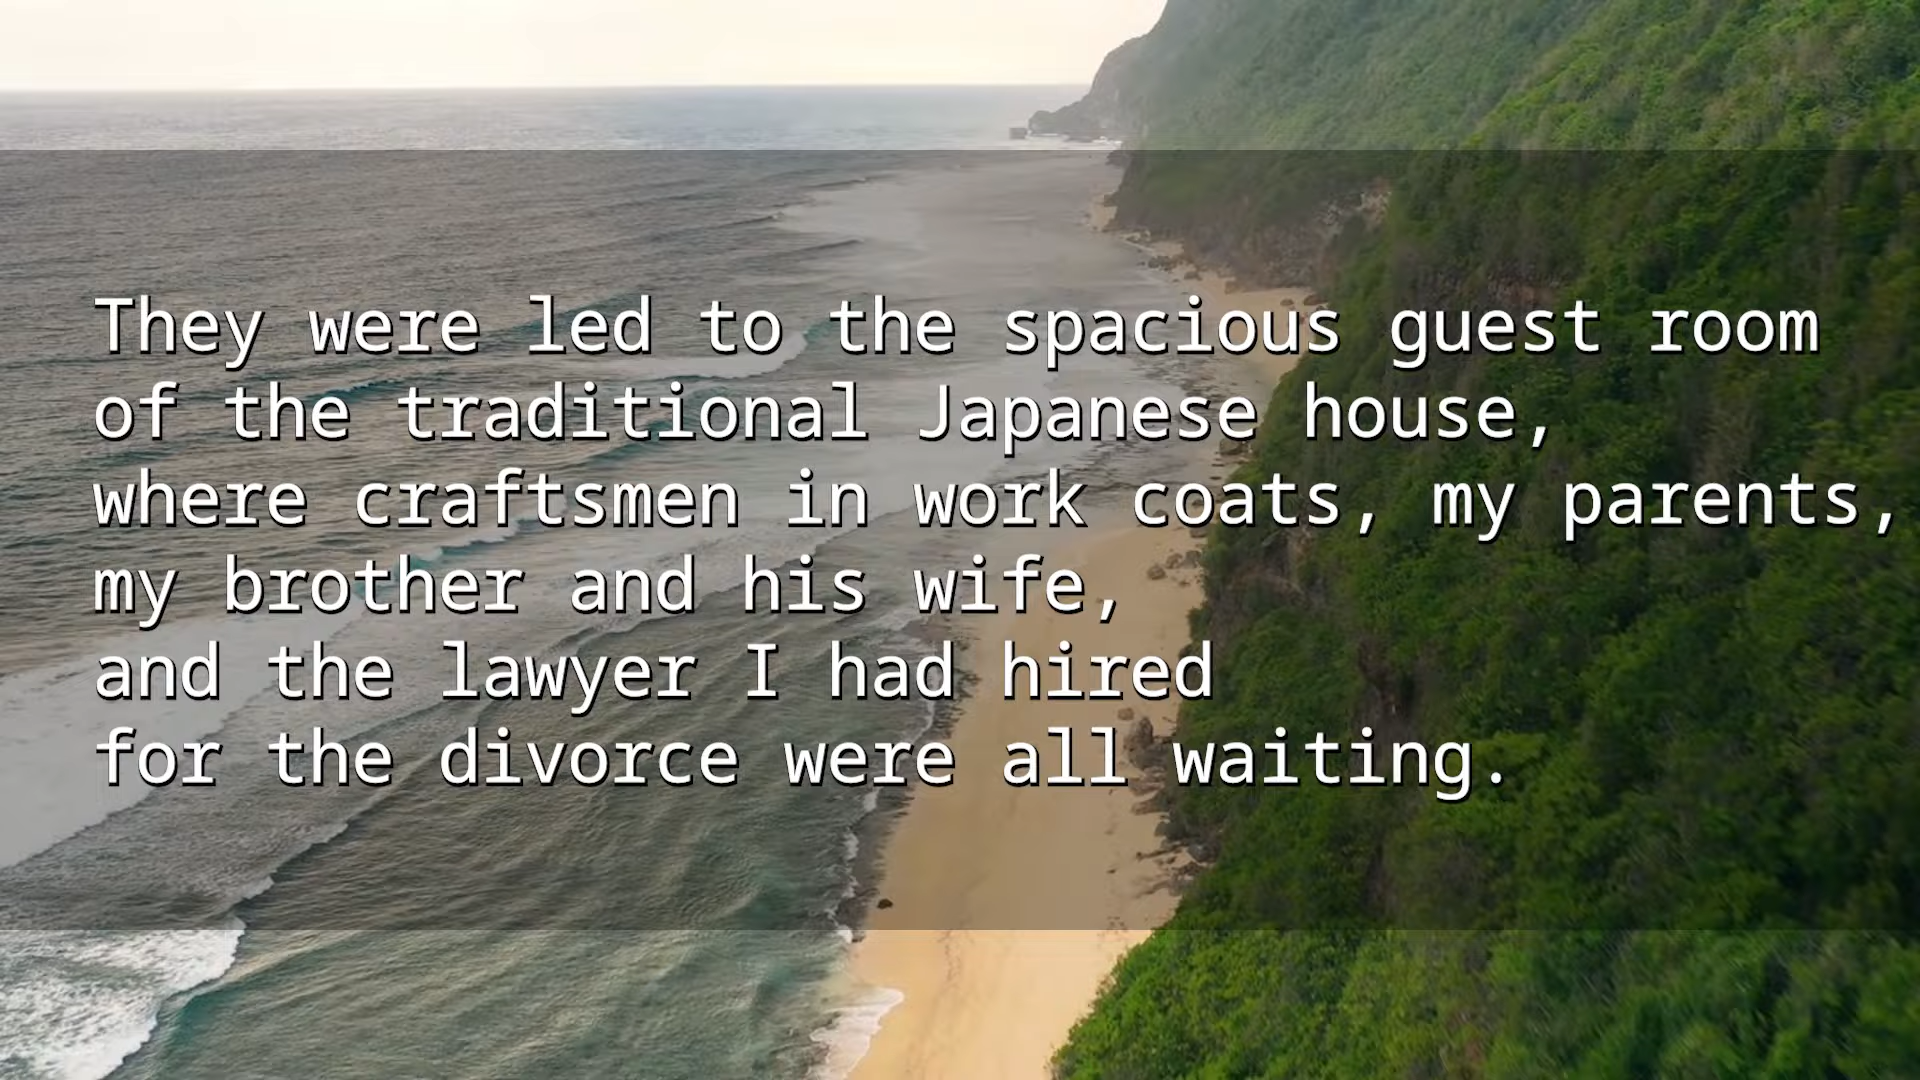 They were led to the spacious guest room
of the traditional Japanese house,
where craftsmen in work coats, my parents,
my brother and his wife,
and the lawyer I had hired
for the divorce were all waiting.